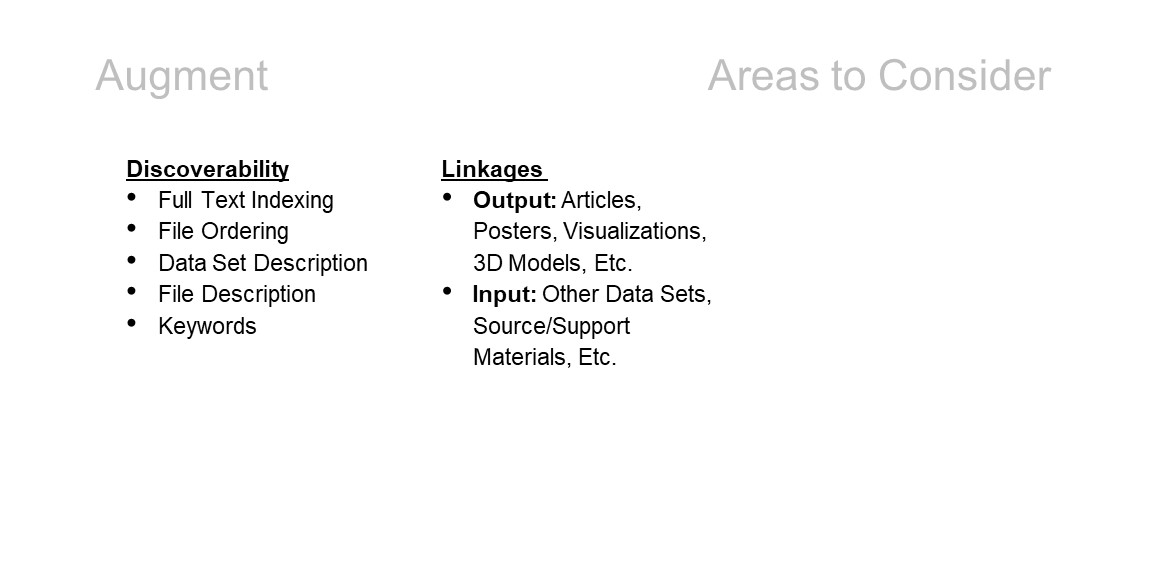 Augment
Areas to Consider
Discoverability
• Full Text Indexing
• File Ordering
• Data Set Description
• File Description
• Keywords
Linkages
• Output: Articles,
Posters, Visualizations,
3D Models, Etc.
• Input: Other Data Sets,
Source/Support
Materials, Etc.